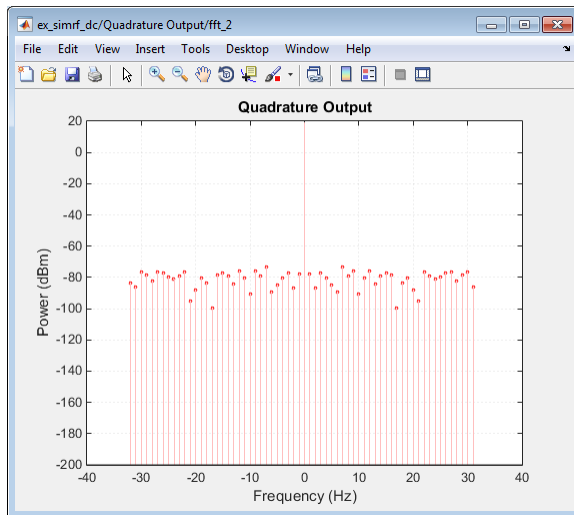 ex_simrf_dc/Quadrature Output/fft_2
File Edit View Insert Tools Desktop Window Help
Quadrature Output
20
0
-20
-40
-60
-80
-100
-120
-140
-160
-180
-200
Power (dBm)
-40 -30 -20 -10 0 10 20 30 40
Frequency (Hz)